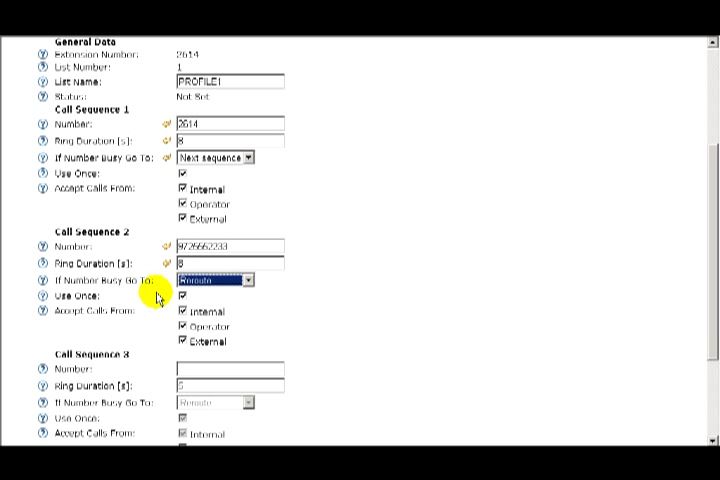 General Data
Extension Number: 2614
List Number: 1
List Name: PROFILE1
Status: Not Set
Call Sequence 1
Number: 2614
Ring Duration [s]: 8
If Number Busy Go To: Next sequence
Use Once:
Accept Calls From: Internal
Operator
External
Call Sequence 2
Number:
Ring Duration [s]: 8
If Number Busy Go To: Reroute
Use Once:
Accept Calls From: Internal
Operator
External
Call Sequence 3
Number:
Ring Duration [s]: 5
If Number Busy Go To: Reroute
Use Once:
Accept Calls From: Internal